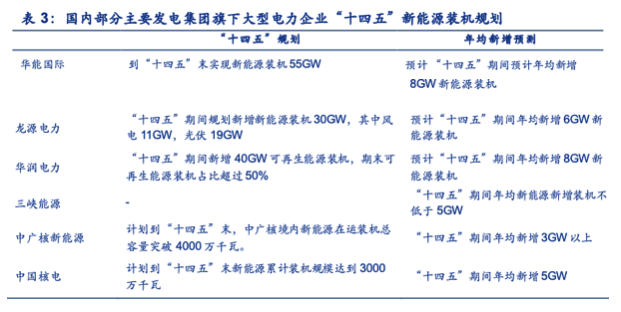 表 3：国内部分主要发电集团旗下大型电力企业“十四五”新能源装机规划
“十四五”规划 年均新增预测
华能国际 到“十四五”末实现新能源装机 55GW 预计“十四五”期间预计年均新增
8GW 新能源装机
龙源电力 “十四五”期间规划新增新能源装机 30GW，其中风 预计“十四五”期间年均新增 6GW 新
电 11GW，光伏 19GW 能源装机
华润电力 “十四五”期间新增 40GW 可再生能源装机，期末可 预计“十四五”期间年均新增 8GW 新
再生能源装机占比超过 50% 能源装机
三峡能源 - “十四五”期间年均新能源新增装机不
低于 5GW
中广核新能源 计划到“十四五”末，中广核境内新能源在运装机总 “十四五”期间年均新增 3GW 以上
容量突破 4000 万千瓦。
中国核电 计划到“十四五”末新能源累计装机规模达到 3000 “十四五”期间年均新增 5GW
万千瓦